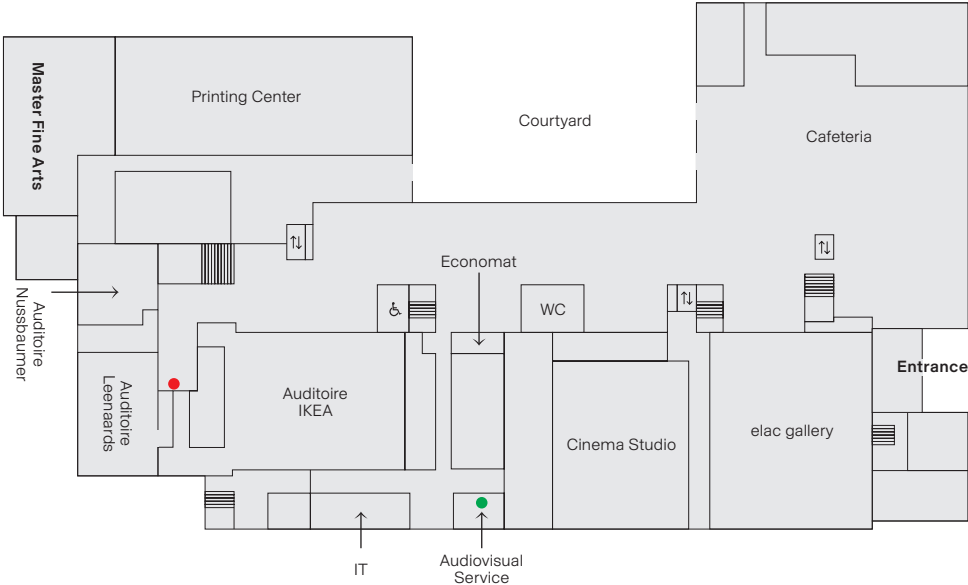 Master Fine Arts
Printing Center
Courtyard
Cafeteria
Economat
WC
Auditoire
Nussbaumer
Auditoire
Leenaards
Auditoire
IKEA
Cinema Studio
elac gallery
Entrance
IT
Audiovisual
Service